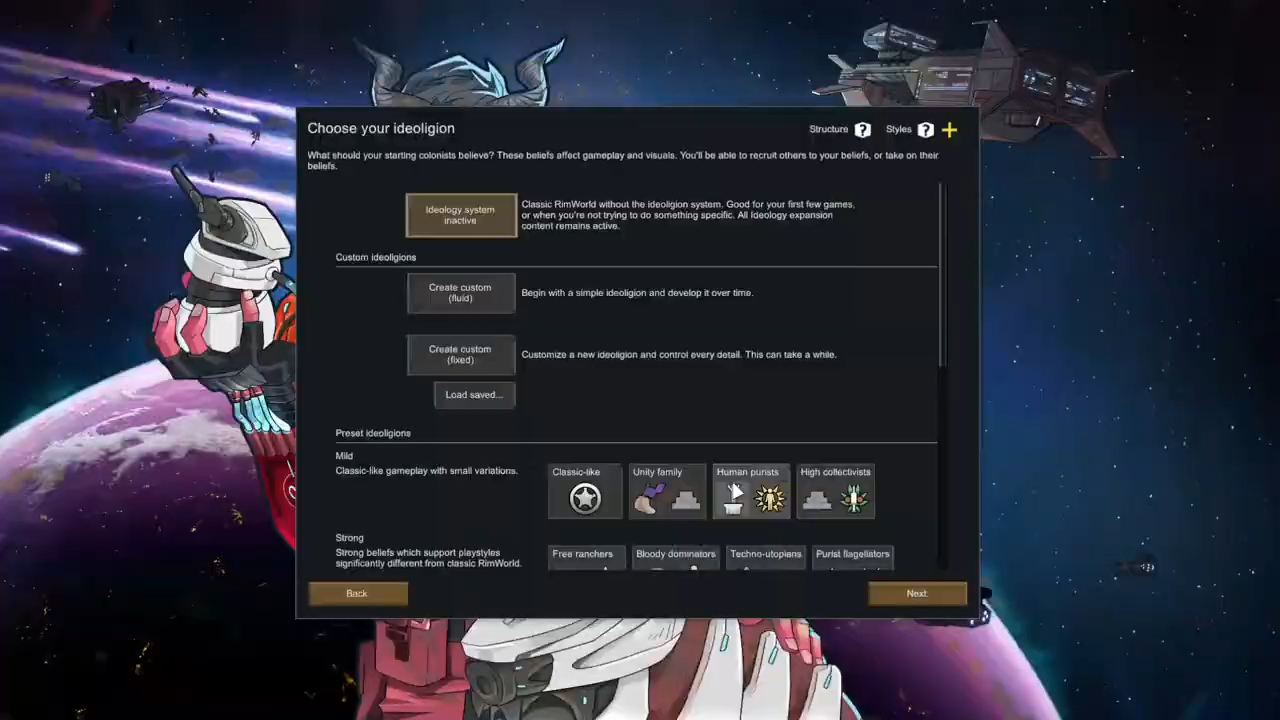 Choose your ideoligion
Structure
Styles
What should your starting colonists believe? These beliefs affect gameplay and visuals. You'll be able to recruit others to your beliefs, or take on their
beliefs.
Ideology system
inactive
Classic RimWorld without the ideoligion system. Good for your first few games,
or when you're not trying to do something specific. All Ideology expansion
content remains active.
Custom ideoligions
Create custom
(fluid)
Begin with a simple ideoligion and develop it over time.
Create custom
(fixed)
Customize a new ideoligion and control every detail. This can take a while.
Load saved...
Preset ideoligions
Mild
Classic-like gameplay with small variations.
Classic-like
Unity family
Human purists
High collectivists
Strong
Strong beliefs which support playstyles
significantly different from classic RimWorld.
Free ranchers
Bloody dominators
Techno-utopians
Purist flagellators
Back
Next